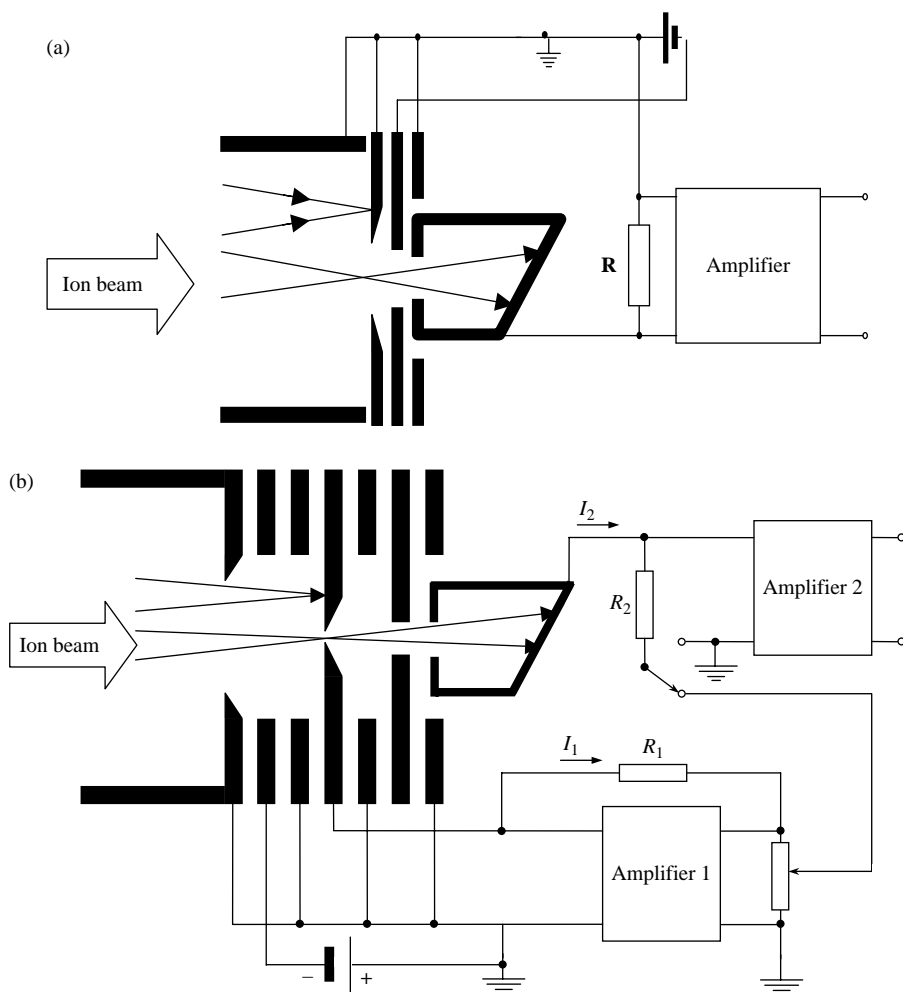 (a)
Ion beam
R
Amplifier
(b)
I2
Amplifier 2
R2
Ion beam
I1
R1
Amplifier 1
− +